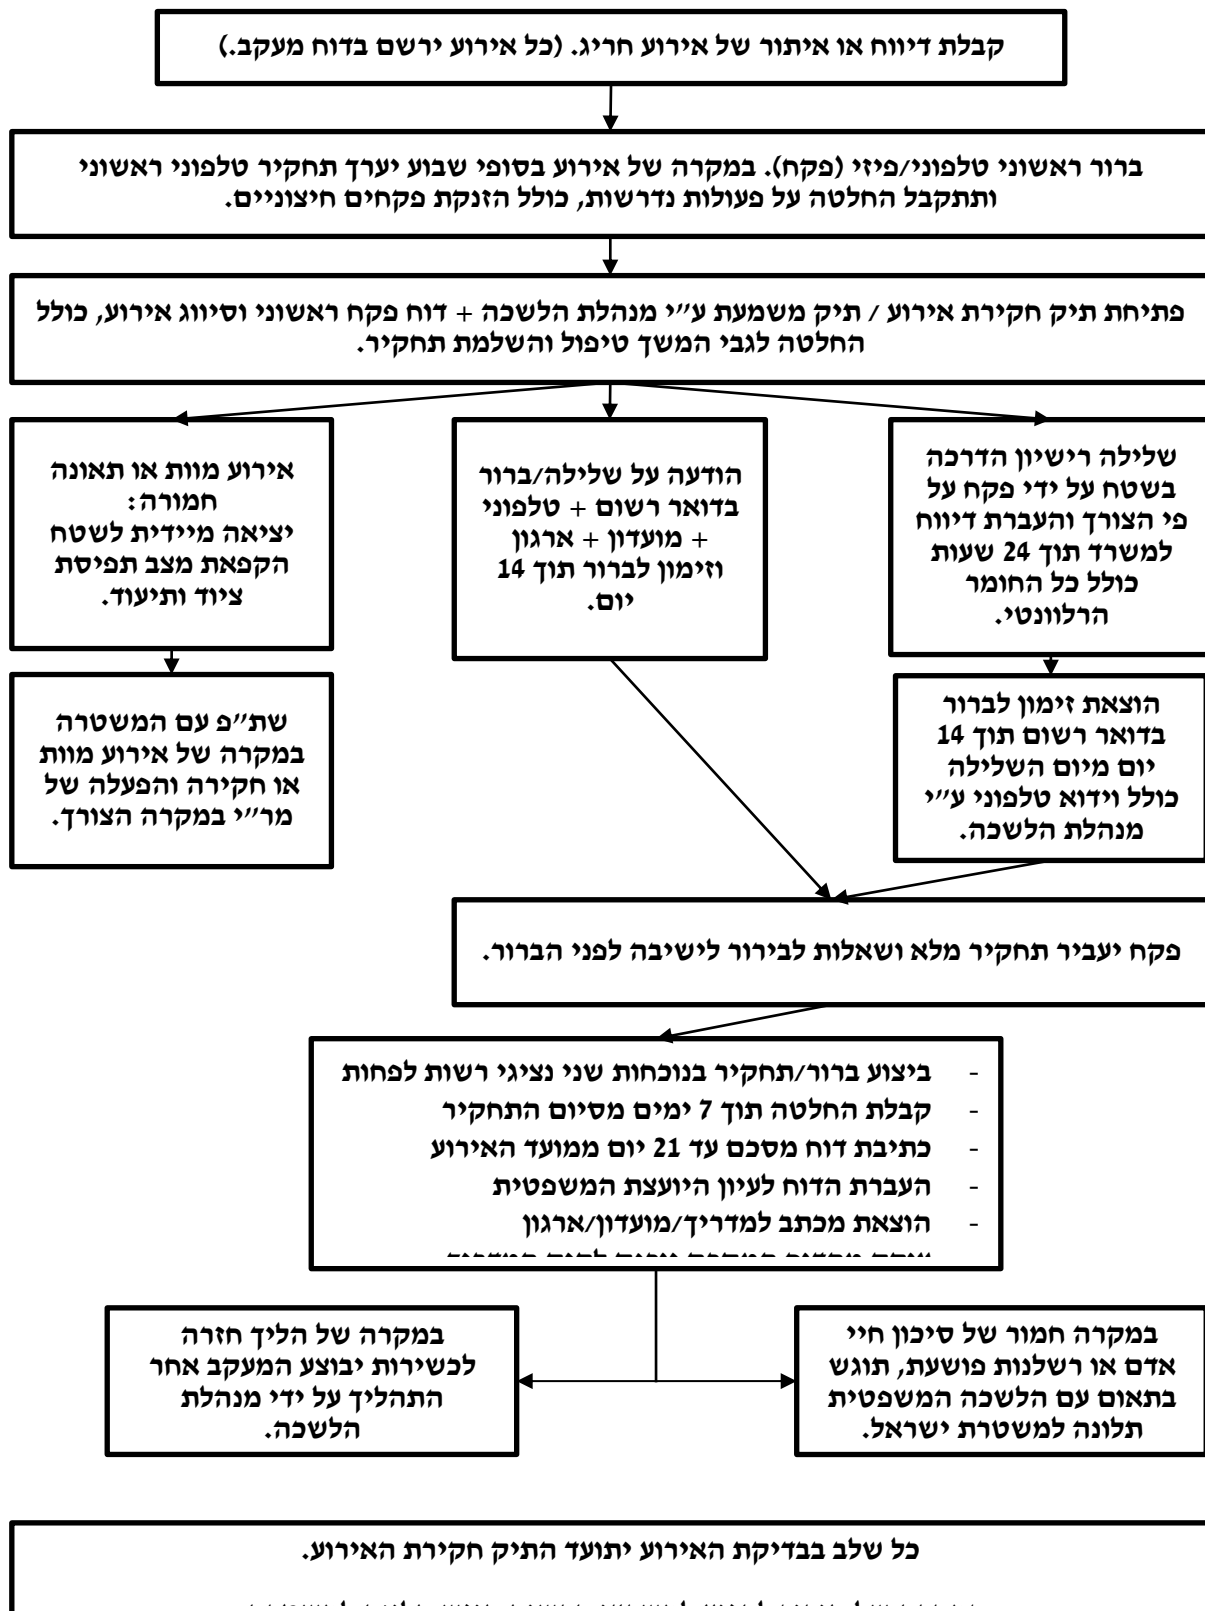 קבלת דיווח או איתור של אירוע חריג. (כל אירוע ירשם בדוח מעקב.)
ברור ראשוני טלפוני/פיזי (פקח). במקרה של אירוע בסופי שבוע יערך תחקיר טלפוני ראשוני
ותתקבל החלטה על פעולות נדרשות, כולל הזנקת פקחים חיצוניים.
פתיחת תיק חקירת אירוע / תיק משמעת ע״י מנהלת הלשכה + דוח פקח ראשוני וסיווג אירוע, כולל
החלטה לגבי המשך טיפול והשלמת תחקיר.
שלילה רישיון הדרכה
בשטח על ידי פקח על
פי הצורך והעברת דיווח
למשרד תוך 24 שעות
כולל כל החומר
הרלוונטי.
הודעה על שלילה/ברור
בדואר רשום + טלפוני
+ מועדון + ארגון
וזימון לברור תוך 14
יום.
אירוע מוות או תאונה
חמורה:
יציאה מיידית לשטח
הקפאת מצב תפיסת
ציוד ותיעוד.
הוצאת זימון לברור
בדואר רשום תוך 14
יום מיום השלילה
כולל וידוא טלפוני ע״י
מנהלת הלשכה.
שת״פ עם המשטרה
במקרה של אירוע מוות
או חקירה והפעלה של
מר״י במקרה הצורך.
פקח יעביר תחקיר מלא ושאלות לבירור לישיבה לפני הברור.
- ביצוע ברור/תחקיר בנוכחות שני נציגי רשות לפחות
- קבלת החלטה תוך 7 ימים מסיום התחקיר
- כתיבת דוח מסכם עד 21 יום ממועד האירוע
- העברת הדוח לעיון היועצת המשפטית
- הוצאת מכתב למדריך/מועדון/ארגון
במקרה חמור של סיכון חיי
אדם או רשלנות פושעת, תוגש
בתאום עם הלשכה המשפטית
תלונה למשטרת ישראל.
במקרה של הליך חזרה
לכשירות יבוצע המעקב אחר
התהליך על ידי מנהלת
הלשכה.
כל שלב בבדיקת האירוע יתועד התיק חקירת האירוע.